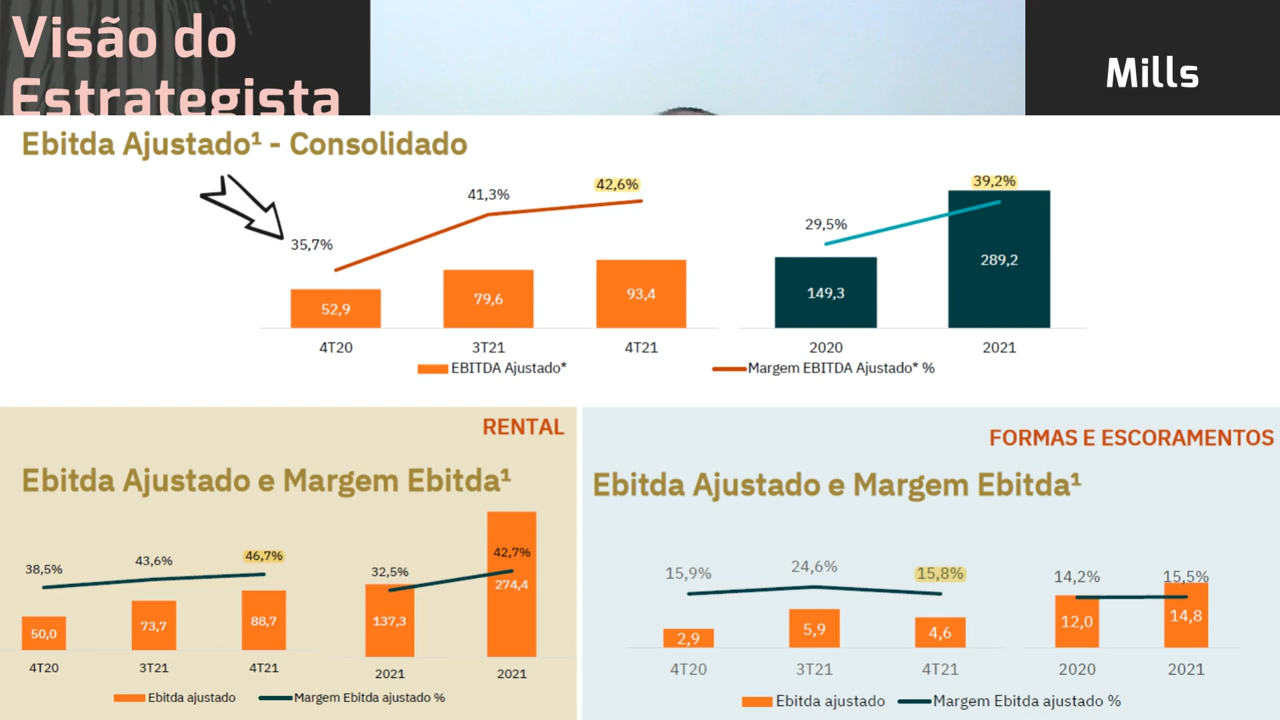 Visão do
Estrategista
Mills
Ebitda Ajustado¹ - Consolidado
35,7%
41,3%
42,6%
52,9
79,6
93,4
4T20
3T21
4T21
29,5%
39,2%
149,3
289,2
2020
2021
EBITDA Ajustado*
Margem EBITDA Ajustado* %
RENTAL
Ebitda Ajustado e Margem Ebitda¹
38,5%
43,6%
46,7%
50,0
73,7
88,7
4T20
3T21
4T21
32,5%
42,7%
137,3
274,4
2021
2021
Ebitda ajustado
Margem Ebitda ajustado %
FORMAS E ESCORAMENTOS
Ebitda Ajustado e Margem Ebitda¹
15,9%
24,6%
15,8%
2,9
5,9
4,6
4T20
3T21
4T21
14,2%
15,5%
12,0
14,8
2020
2021
Ebitda ajustado
Margem Ebitda ajustado %